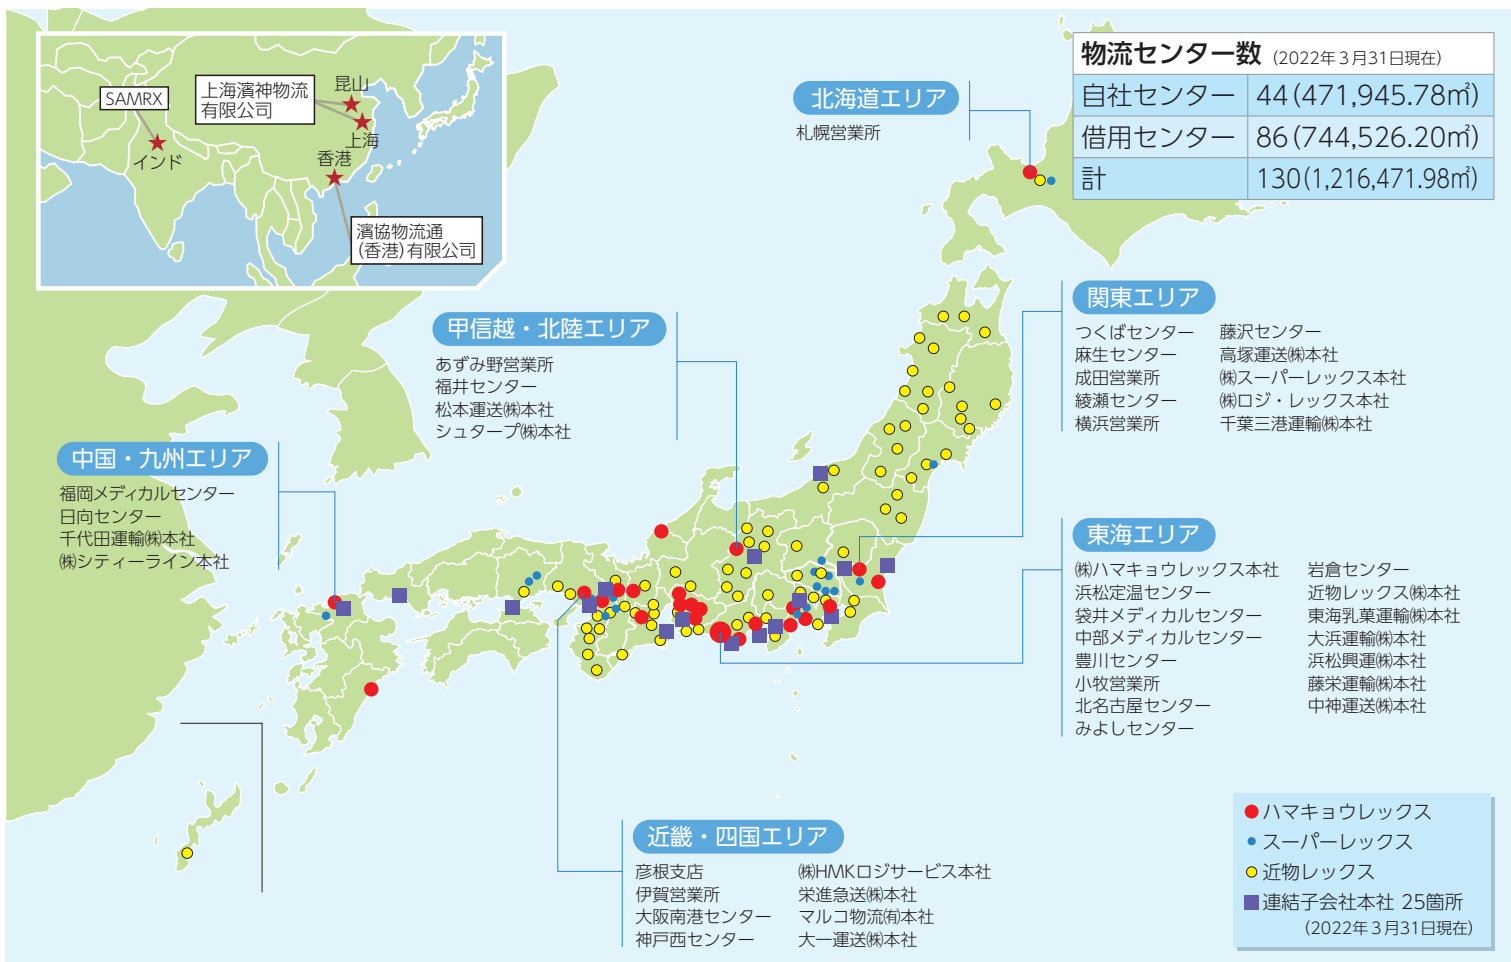 SAMRX
上海濱神物流
有限公司
昆山
上海
香港
インド
濱協物流通
(香港)有限公司
北海道エリア
札幌営業所
物流センター数 (2022年3月31日現在)
自社センター 44(471,945.78㎡)
借用センター 86(744,526.20㎡)
計 130(1,216,471.98㎡)
甲信越・北陸エリア
あずみ野営業所
福井センター
松本運送㈱本社
シュタープ㈱本社
関東エリア
つくばセンター 藤沢センター
麻生センター 高塚運送㈱本社
成田営業所 ㈱スーパーレックス本社
綾瀬センター ㈱ロジ・レックス本社
横浜営業所 千葉三港運輸㈱本社
中国・九州エリア
福岡メディカルセンター
日向センター
千代田運輸㈱本社
㈱シティーライン本社
東海エリア
㈱ハマキョウレックス本社 岩倉センター
浜松定温センター 近物レックス㈱本社
袋井メディカルセンター 東海乳菓運輸㈱本社
中部メディカルセンター 大浜運輸㈱本社
豊川センター 浜松興運㈱本社
小牧営業所 藤栄運輸㈱本社
北名古屋センター 中神運送㈱本社
みよしセンター
近畿・四国エリア
彦根支店 ㈱HMKロジサービス本社
伊賀営業所 栄進急送㈱本社
大阪南港センター マルコ物流㈲本社
神戸西センター 大一運送㈱本社
ハマキョウレックス
スーパーレックス
近物レックス
連結子会社本社 25箇所
(2022年3月31日現在)